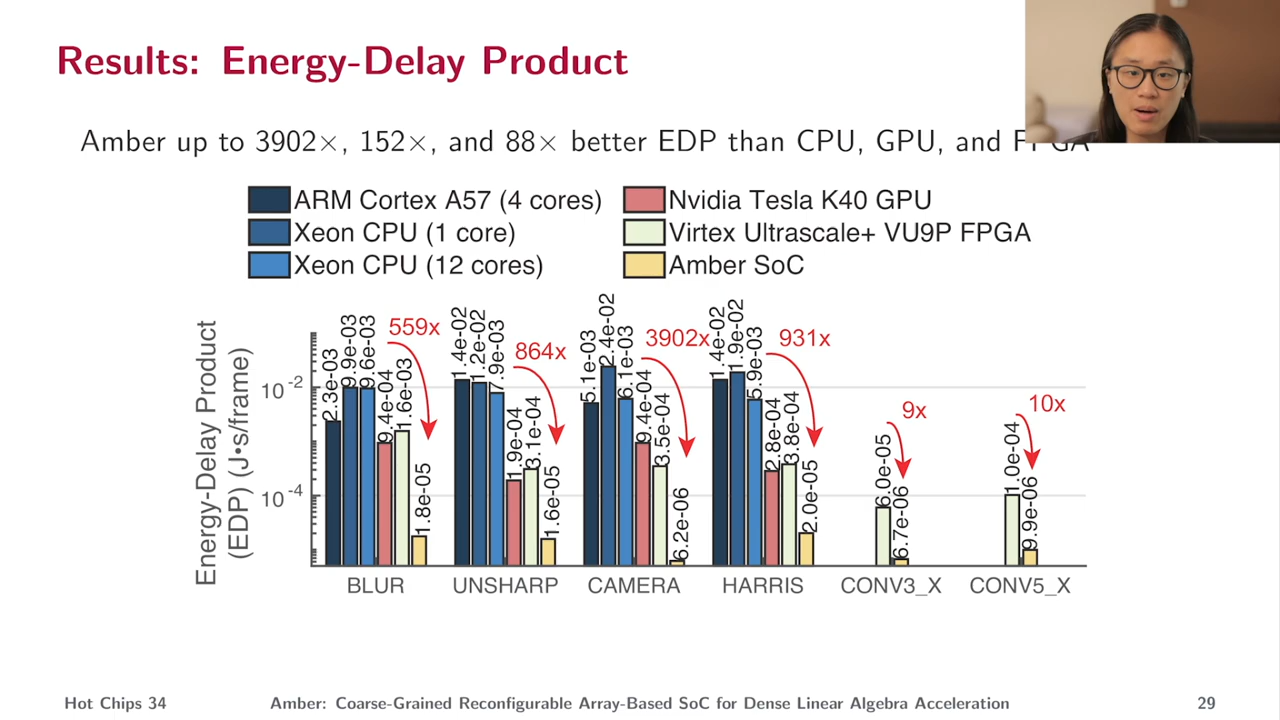 Results: Energy-Delay Product
Amber up to 3902×, 152×, and 88× better EDP than CPU, GPU, and FPGA
ARM Cortex A57 (4 cores)
Xeon CPU (1 core)
Xeon CPU (12 cores)
Nvidia Tesla K40 GPU
Virtex Ultrascale+ VU9P FPGA
Amber SoC
Energy-Delay Product
(EDP) (J•s/frame)
10⁻²
10⁻⁴
2.3e-03
9.9e-03
9.6e-03
9.4e-04
1.6e-03
1.8e-05
559x
1.4e-02
1.2e-02
7.9e-03
1.9e-04
3.1e-04
1.6e-05
864x
5.1e-03
2.4e-02
6.1e-03
9.4e-04
3.5e-04
6.2e-06
3902x
1.4e-02
1.9e-02
5.9e-03
2.8e-04
3.8e-04
2.0e-05
931x
6.0e-05
6.7e-06
9x
1.0e-04
9.9e-06
10x
BLUR
UNSHARP
CAMERA
HARRIS
CONV3_X
CONV5_X
Hot Chips 34
Amber: Coarse-Grained Reconfigurable Array-Based SoC for Dense Linear Algebra Acceleration
29